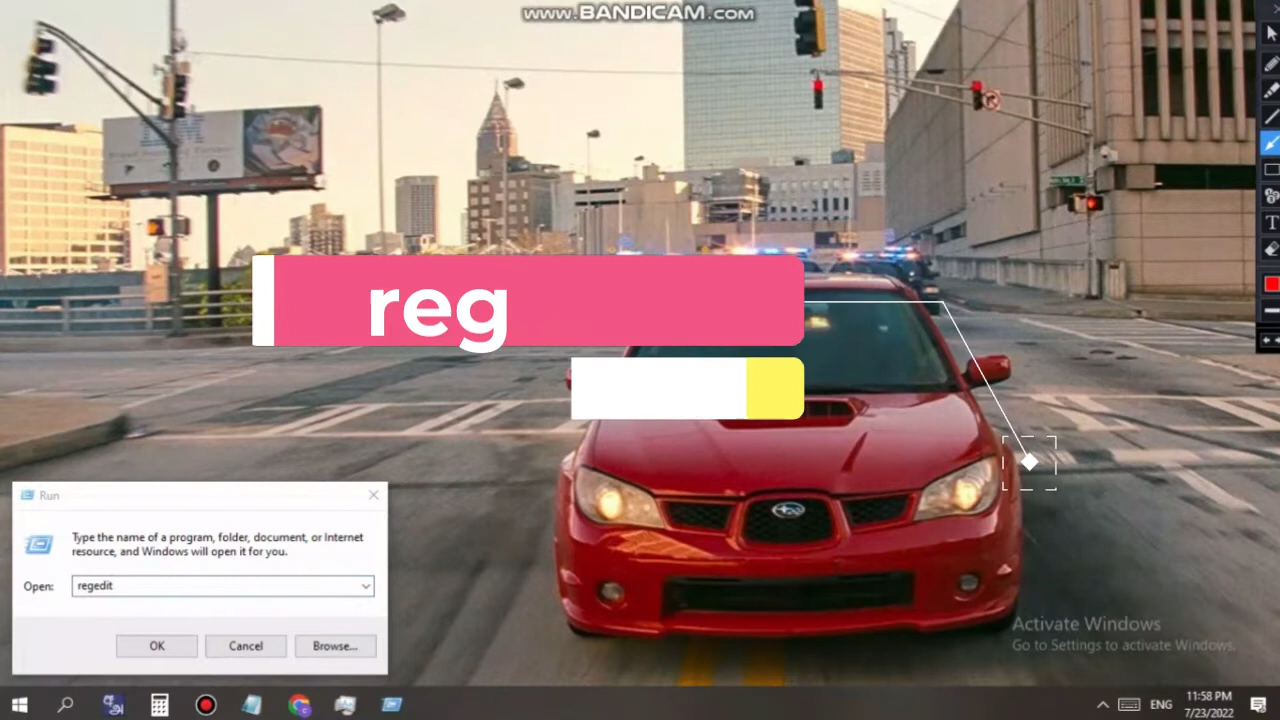 www.BANDICAM.com
reg
Run
Type the name of a program, folder, document, or Internet
resource, and Windows will open it for you.
Open:
regedit
OK
Cancel
Browse...
Activate Windows
Go to Settings to activate Windows.
ENG
11:58 PM
7/23/2022